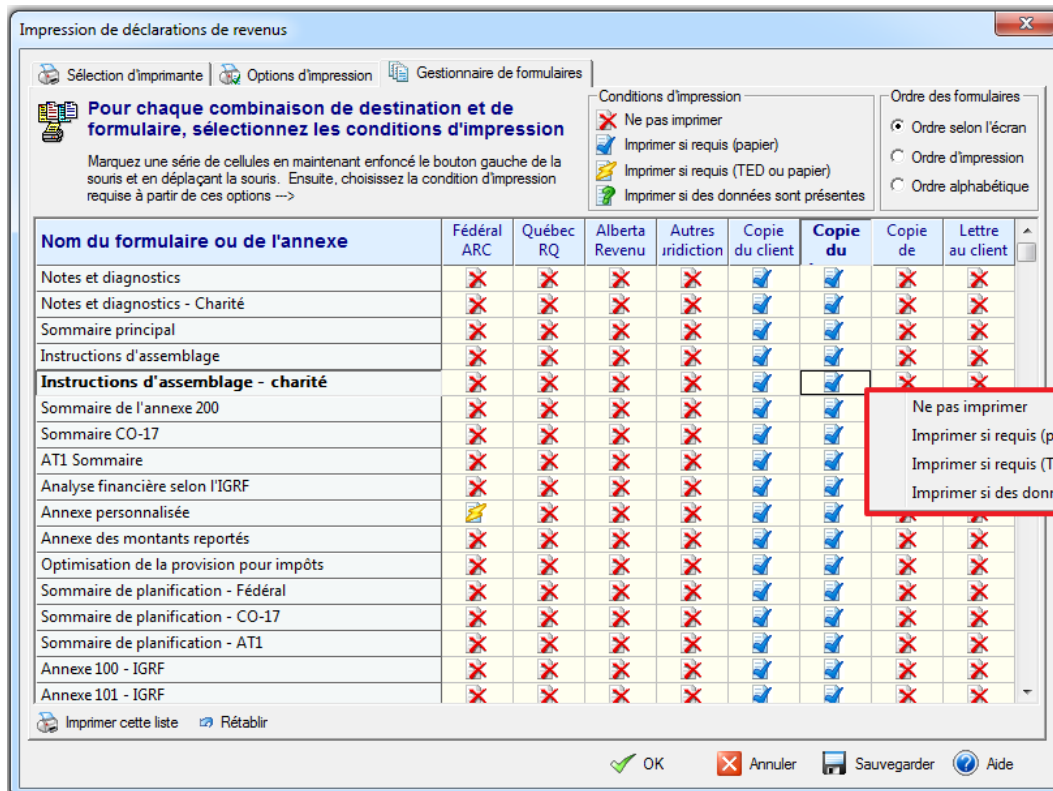 Impression de déclarations de revenus
Sélection d'imprimante
Options d'impression
Gestionnaire de formulaires
Pour chaque combinaison de destination et de
formulaire, sélectionnez les conditions d'impression
Marquez une série de cellules en maintenant enfoncé le bouton gauche de la
souris et en déplaçant la souris. Ensuite, choisissez la condition d'impression
requise à partir de ces options --->
Conditions d'impression
Ne pas imprimer
Imprimer si requis (papier)
Imprimer si requis (TED ou papier)
Imprimer si des données sont présentes
Ordre des formulaires
Ordre selon l'écran
Ordre d'impression
Ordre alphabétique
Nom du formulaire ou de l'annexe
Fédéral
ARC
Québec
RQ
Alberta
Revenu
Autres
uridiction
Copie
du client
Copie
du
Copie
de
Lettre
au client
Notes et diagnostics
Notes et diagnostics - Charité
Sommaire principal
Instructions d'assemblage
Instructions d'assemblage - charité
Sommaire de l'annexe 200
Sommaire CO-17
AT1 Sommaire
Analyse financière selon l'IGRF
Annexe personnalisée
Annexe des montants reportés
Optimisation de la provision pour impôts
Sommaire de planification - Fédéral
Sommaire de planification - CO-17
Sommaire de planification - AT1
Annexe 100 - IGRF
Annexe 101 - IGRF
Ne pas imprimer
Imprimer si requis (p
Imprimer si requis (T
Imprimer si des donn
Imprimer cette liste
Rétablir
OK
Annuler
Sauvegarder
Aide